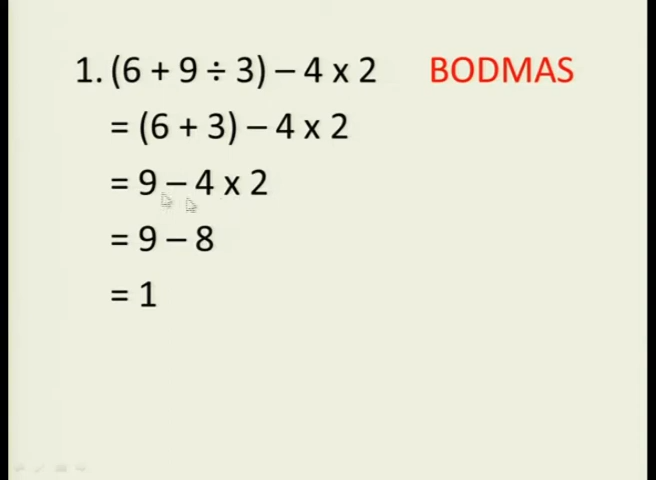 1. (6 + 9 ÷ 3) – 4 x 2 BODMAS
= (6 + 3) – 4 x 2
= 9 – 4 x 2
= 9 – 8
= 1